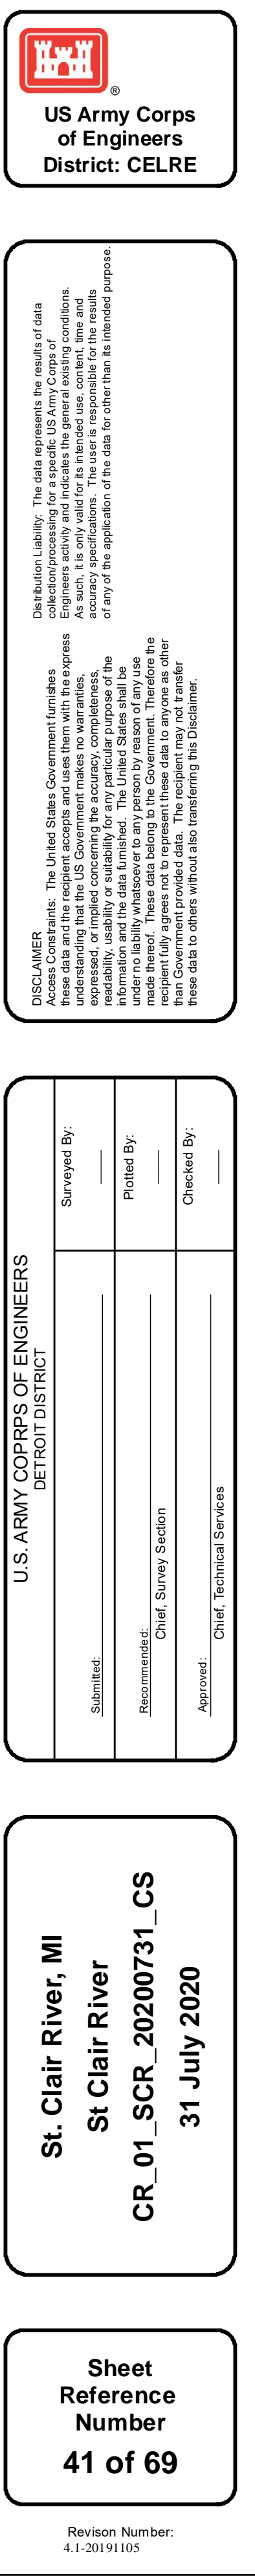 ®
US Army Corps
of Engineers
District: CELRE
DISCLAIMER
Access Constraints: The United States Government furnishes
these data and the recipient accepts and uses them with the express
understanding that the US Government makes no warranties,
expressed, or implied concerning the accuracy, completeness,
readability, usability or suitability for any particular purpose of the
information and the data furnished. The United States shall be
under no liability whatsoever to any person by reason of any use
made thereof. These data belong to the Government. Therefore the
recipient fully agrees not to represent these data to anyone as other
than Government provided data. The recipient may not transfer
these data to others without also transferring this Disclaimer.
Distribution Liability: The data represents the results of data
collection/processing for a specific US Army Corps of
Engineers activity and indicates the general existing conditions.
As such, it is only valid for its intended use, content, time and
accuracy specifications. The user is responsible for the results
of any of the application of the data for other than its intended purpose.
U.S. ARMY COPRPS OF ENGINEERS
DETROIT DISTRICT
Submitted:
Surveyed By:
Recommended:
Chief, Survey Section
Plotted By:
Approved:
Chief, Technical Services
Checked By:
St. Clair River, MI
St Clair River
CR_01_SCR_20200731_CS
31 July 2020
Sheet
Reference
Number
41 of 69
Revison Number:
4.1-20191105